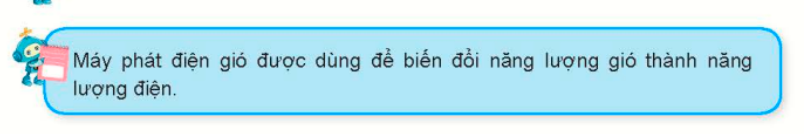 Máy phát điện gió được dùng để biến đổi năng lượng gió thành năng
lượng điện.